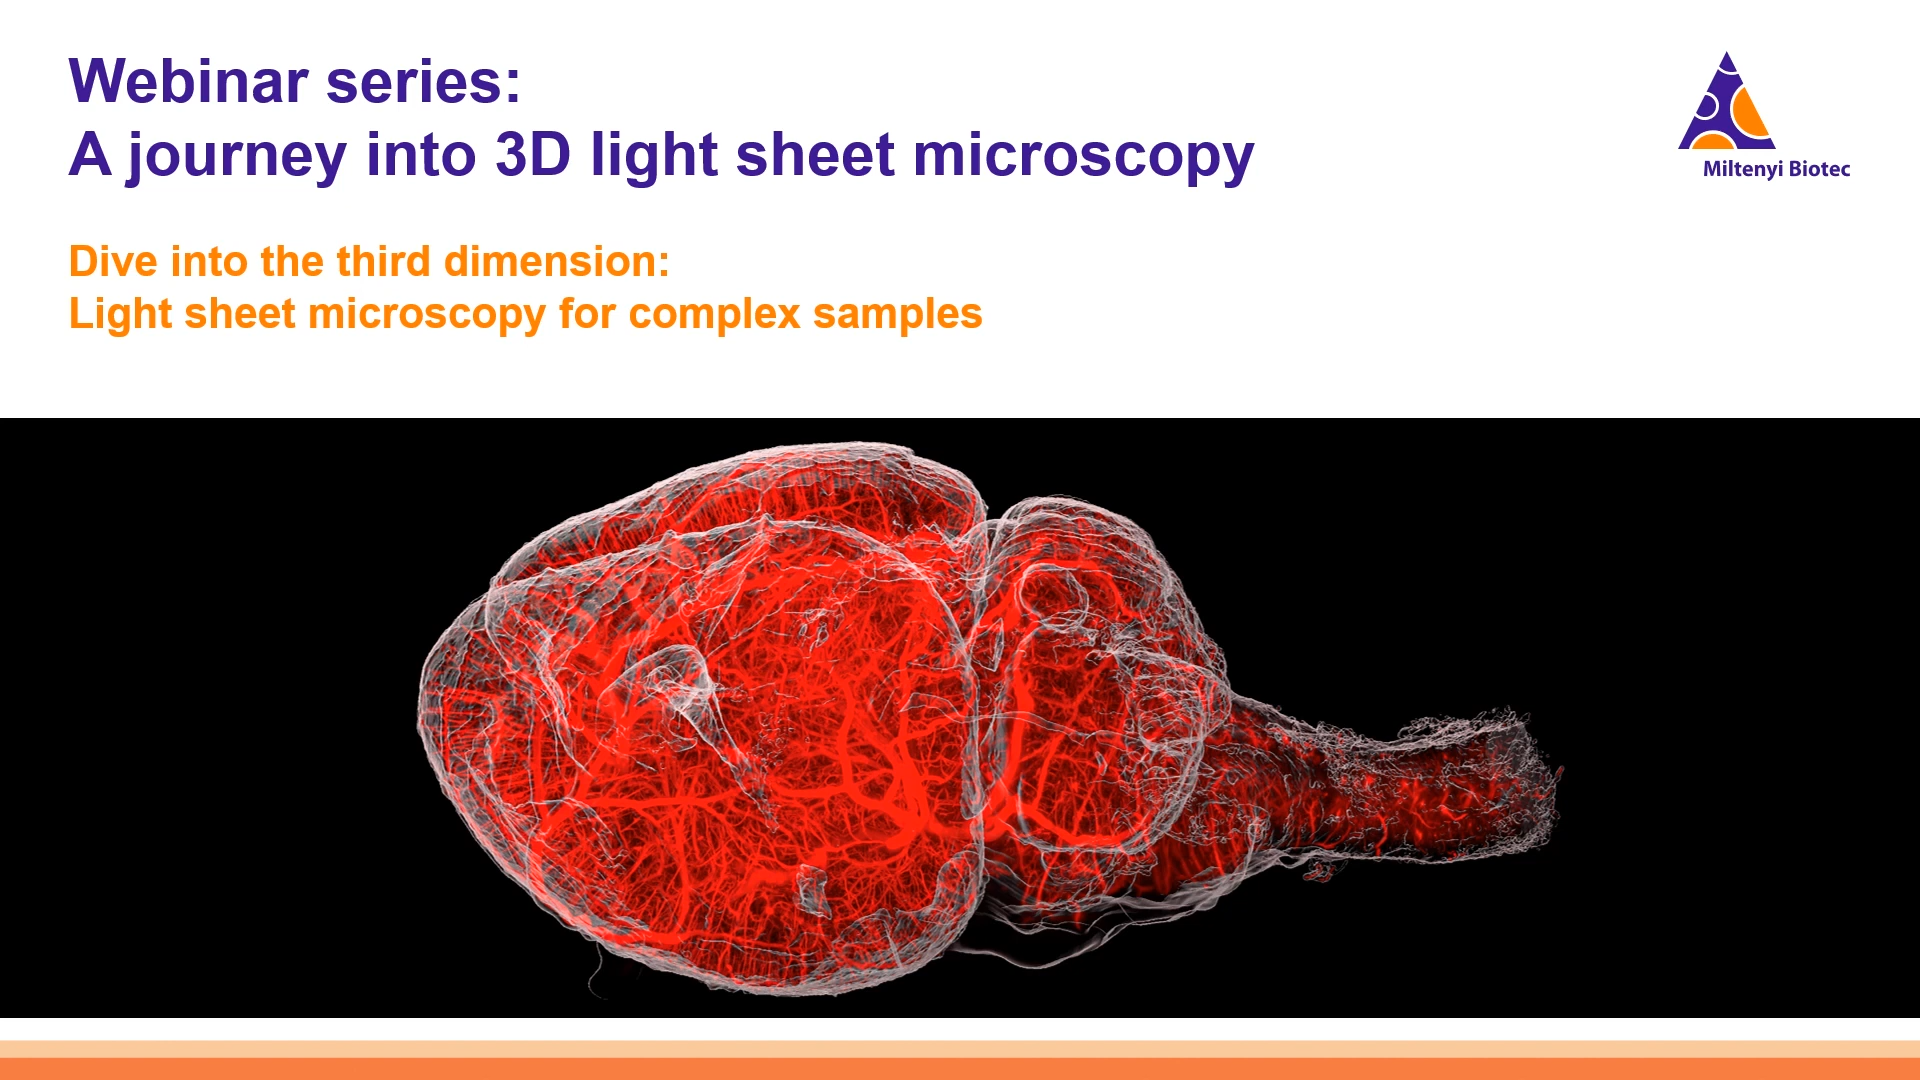 Webinar series:
A journey into 3D light sheet microscopy
Miltenyi Biotec
Dive into the third dimension:
Light sheet microscopy for complex samples